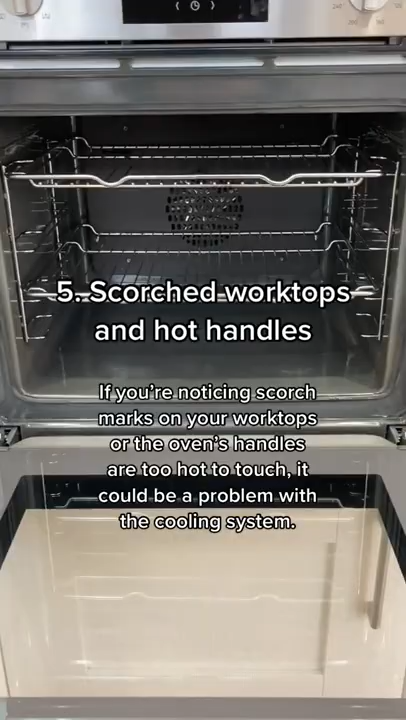 5. Scorched worktops
and hot handles
If you're noticing scorch
marks on your worktops
or the oven's handles
are too hot to touch, it
could be a problem with
the cooling system.